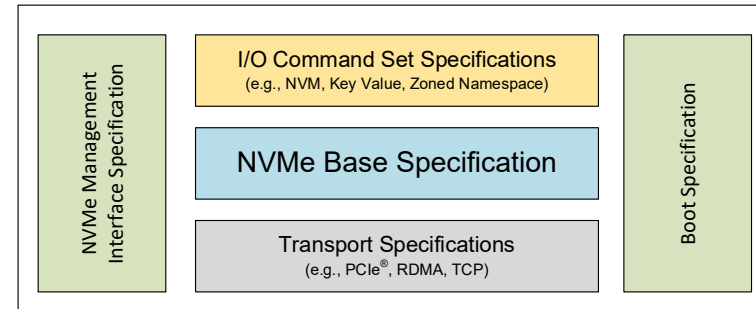 NVMe Management
Interface Specification
I/O Command Set Specifications
(e.g., NVM, Key Value, Zoned Namespace)
NVMe Base Specification
Transport Specifications
(e.g., PCIe®, RDMA, TCP)
Boot Specification